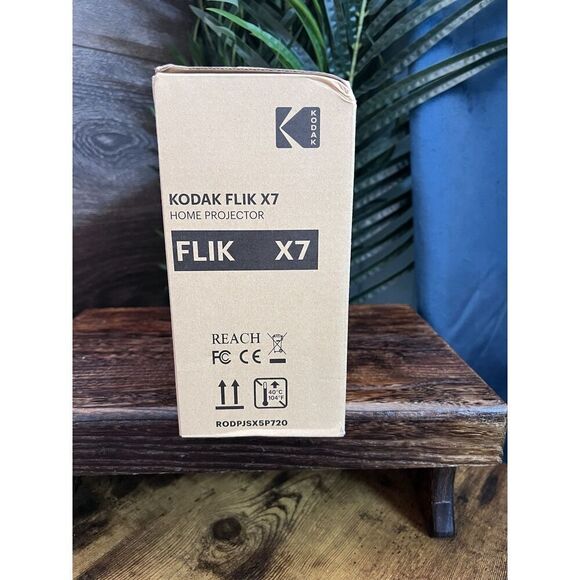 KODAK
KODAK FLIK X7
HOME PROJECTOR
FLIK X7
REACH
FC CE
40°C
104°F
RODPJSX5P720